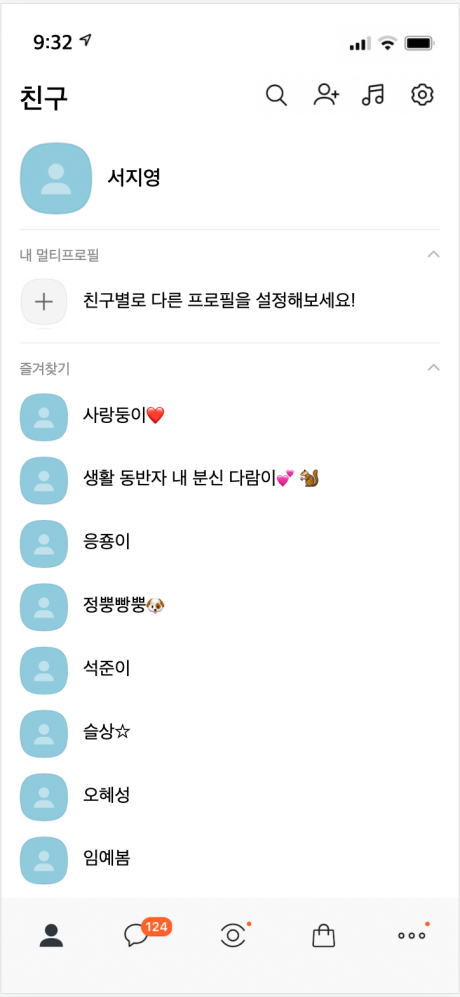 9:32
친구
서지영
내 멀티프로필
친구별로 다른 프로필을 설정해보세요!
즐겨찾기
사랑둥이❤️
생활 동반자 내 분신 다람이💕 🐿️
응죵이
정뿡빵뿡🐶
석준이
슬상☆
오혜성
임예봄
124